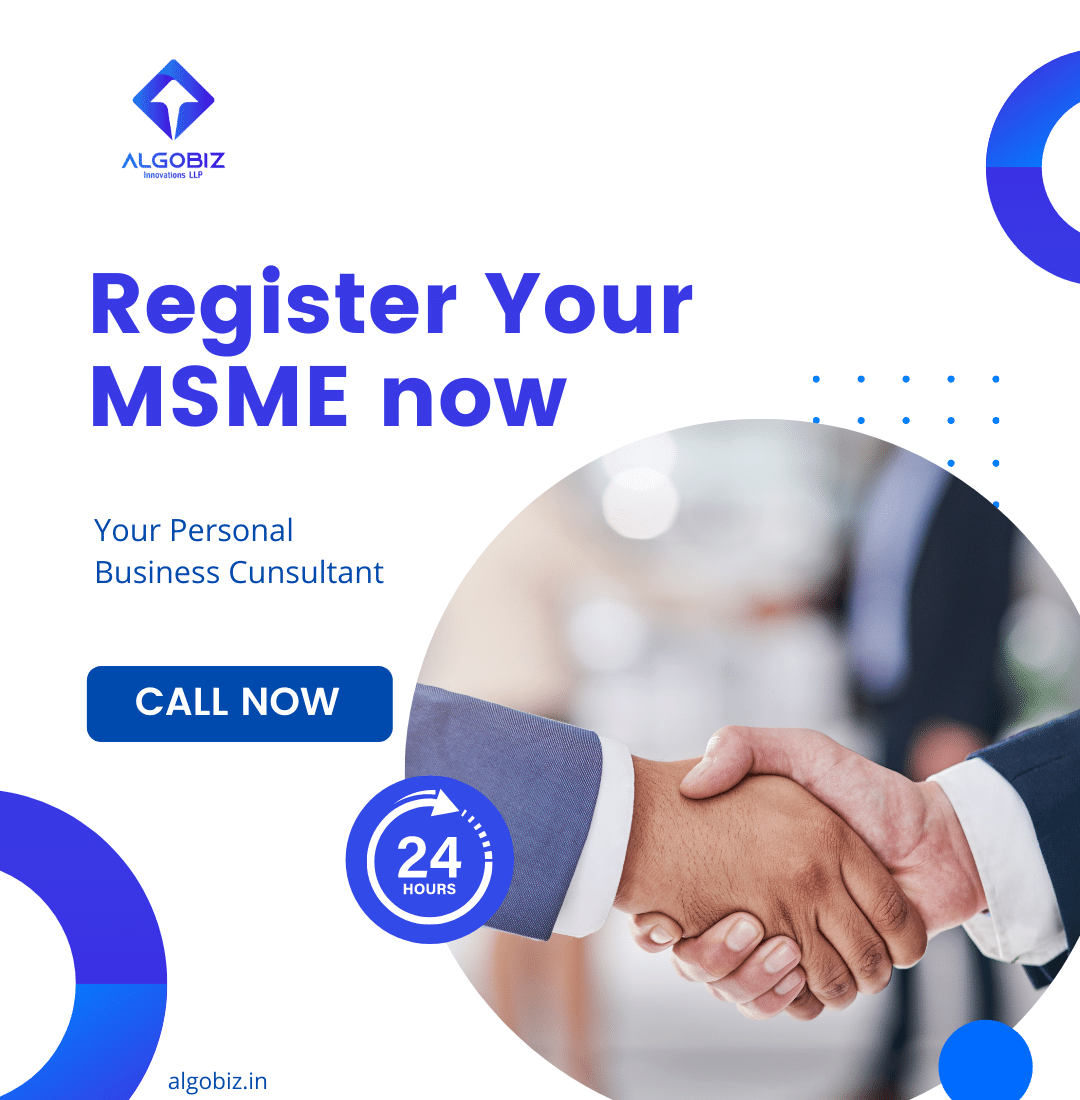 ALGOBIZ
Innovations LLP
Register Your
MSME now
Your Personal
Business Cunsultant
CALL NOW
24
HOURS
algobiz.in